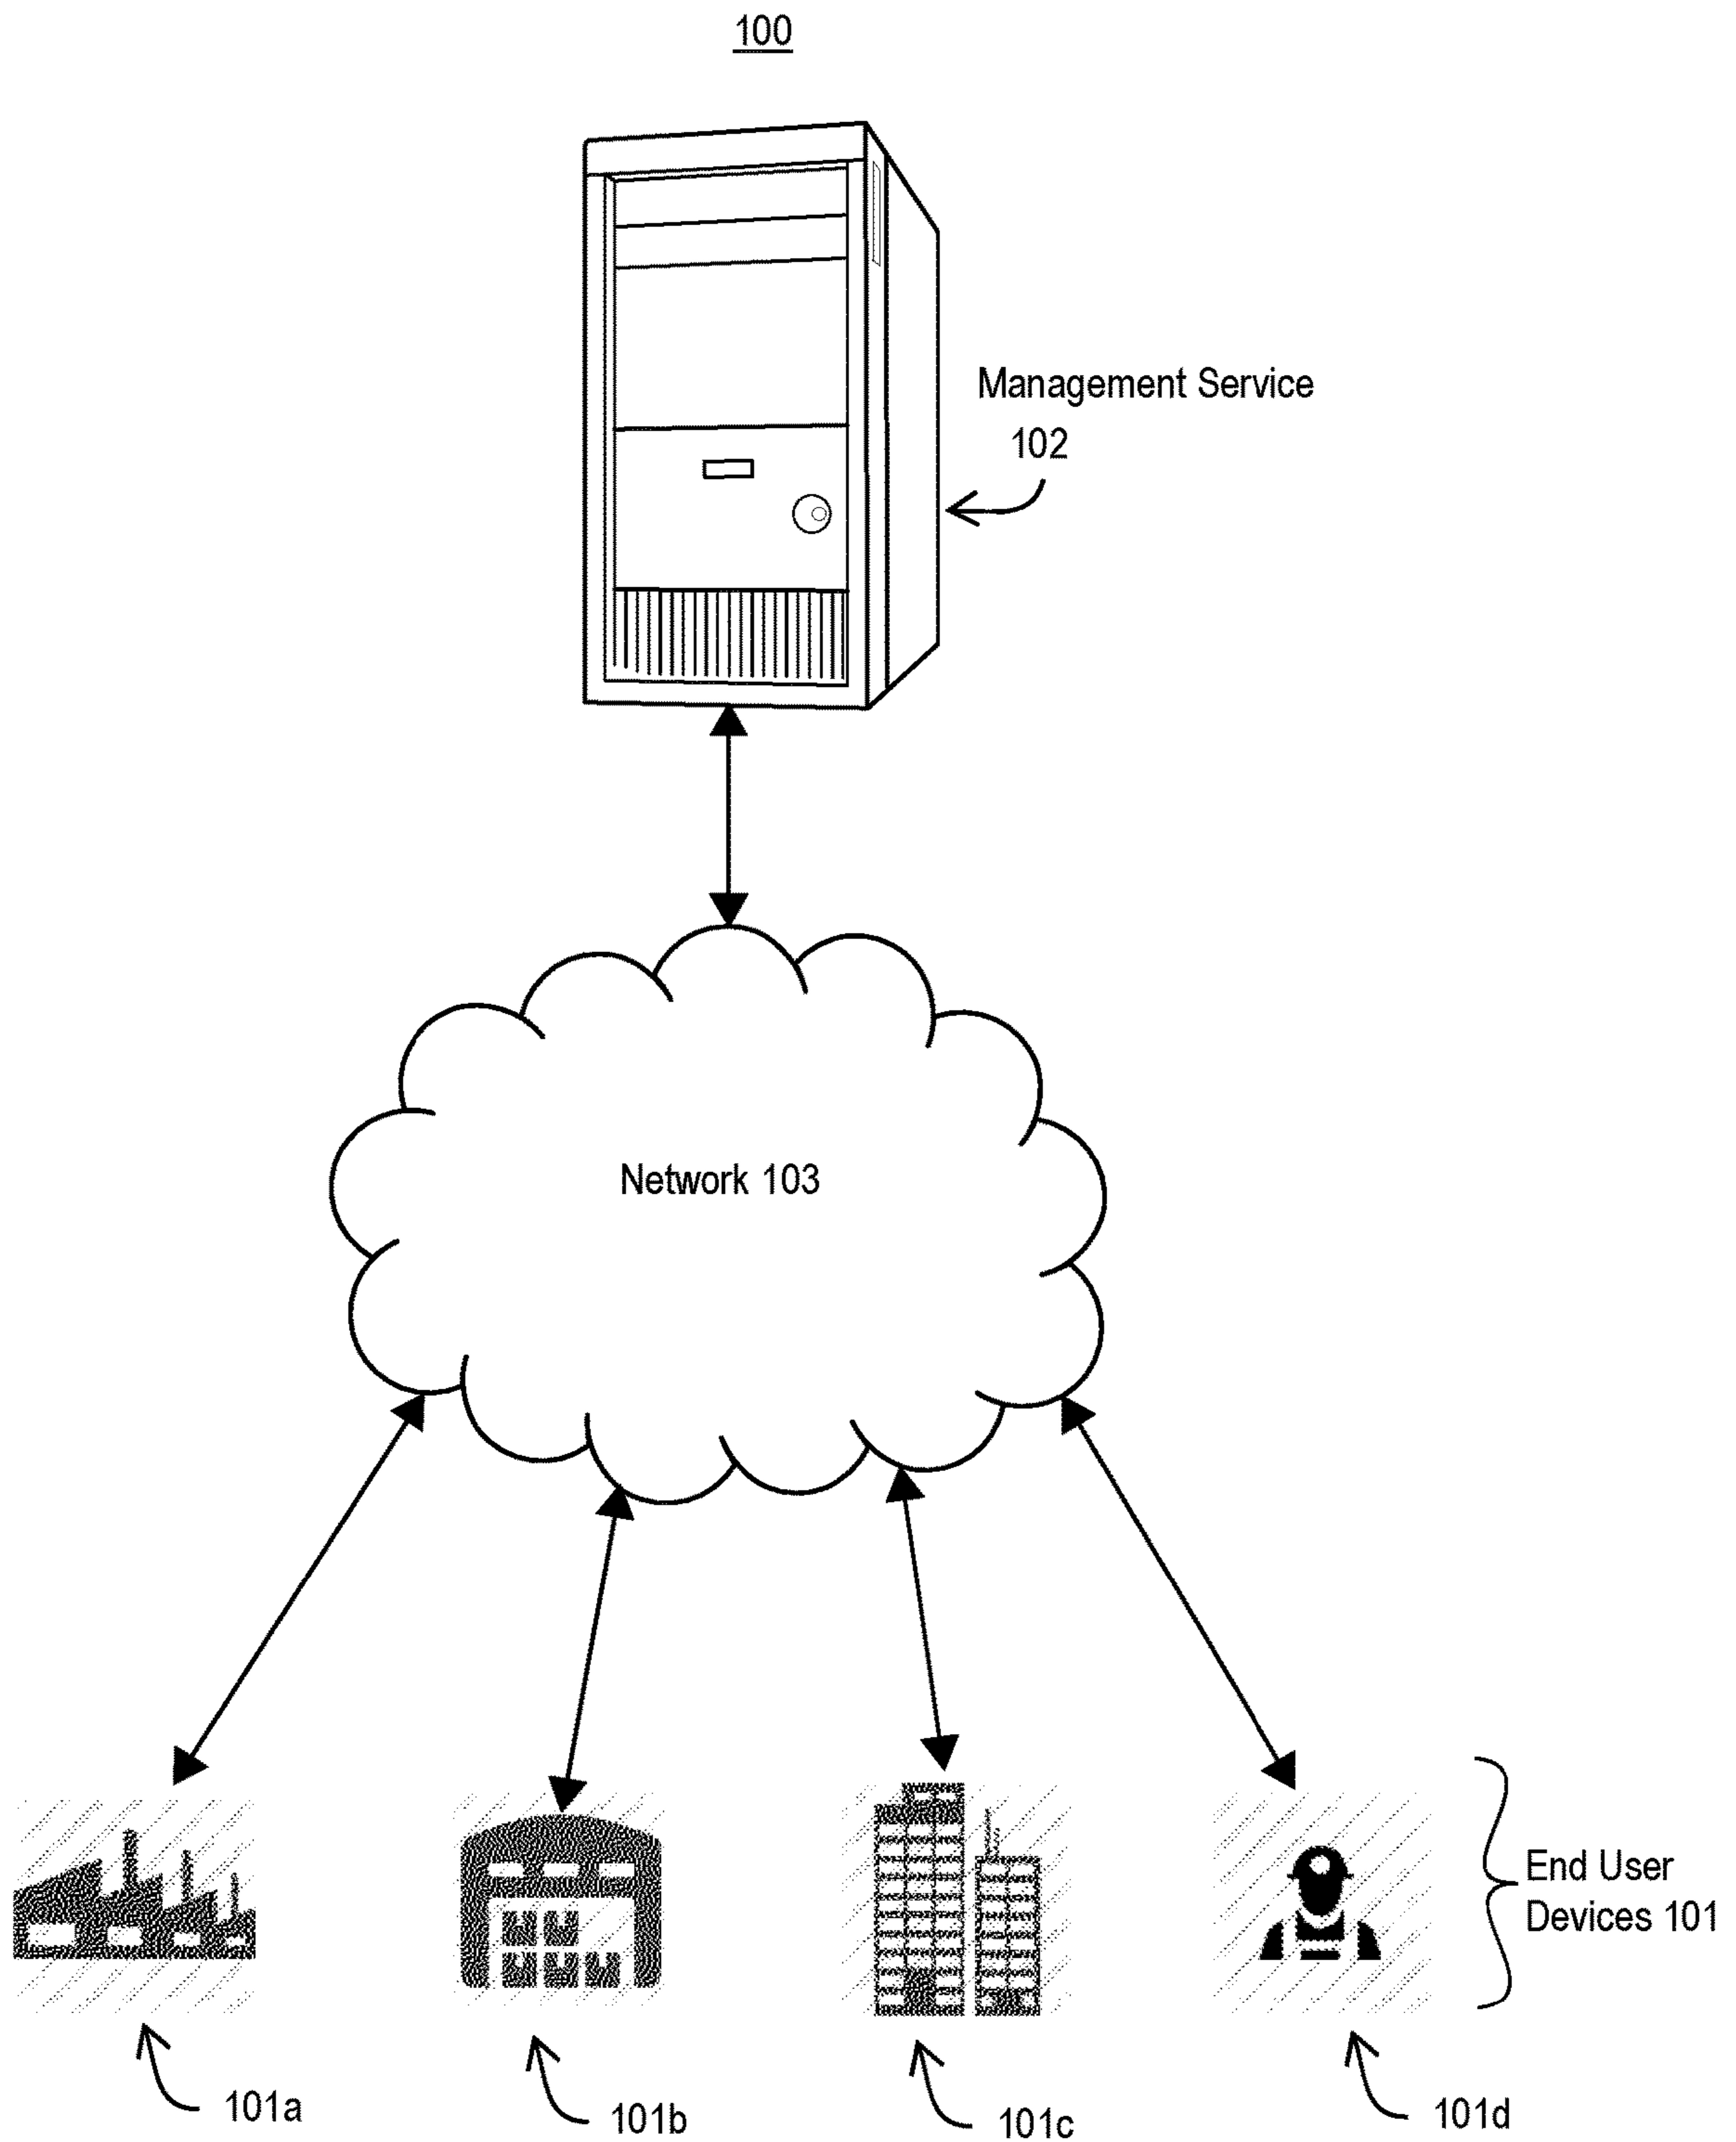 100
Management Service
102
Network 103
End User
Devices 101
101a
101b
101c
101d